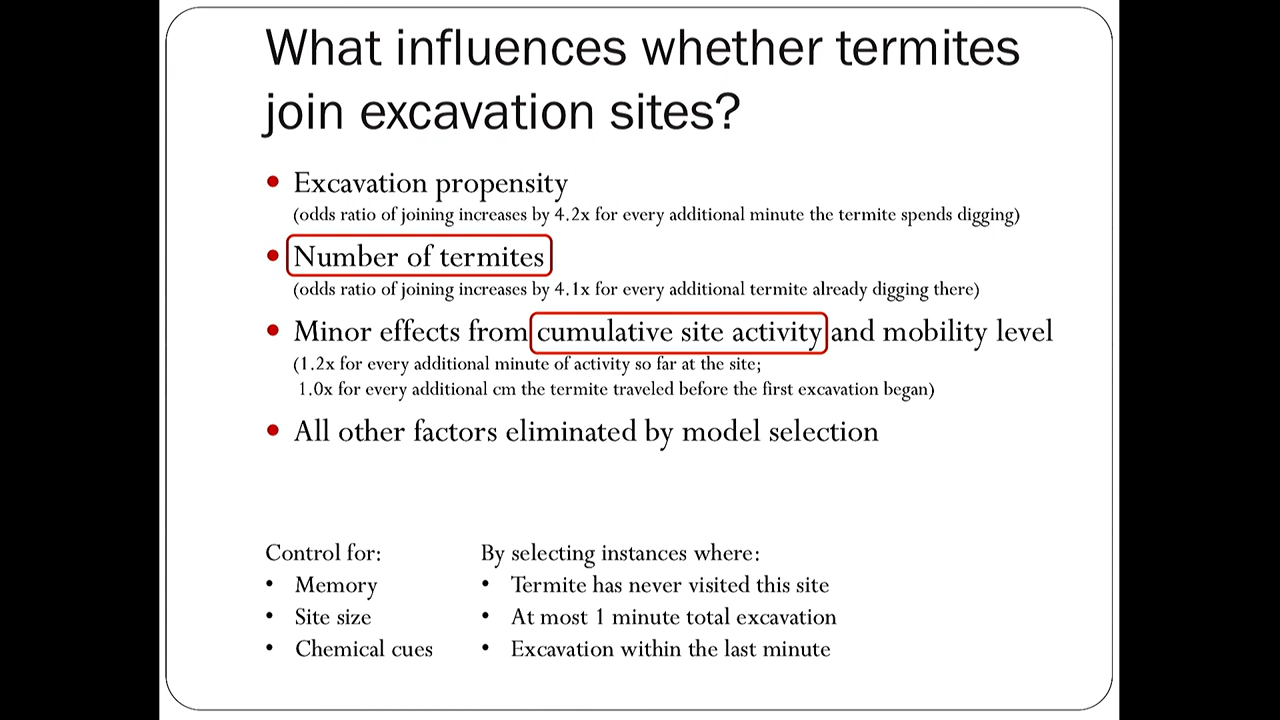 What influences whether termites
join excavation sites?
• Excavation propensity
(odds ratio of joining increases by 4.2x for every additional minute the termite spends digging)
• Number of termites
(odds ratio of joining increases by 4.1x for every additional termite already digging there)
• Minor effects from cumulative site activity and mobility level
(1.2x for every additional minute of activity so far at the site;
1.0x for every additional cm the termite traveled before the first excavation began)
• All other factors eliminated by model selection
Control for:
• Memory
• Site size
• Chemical cues
By selecting instances where:
• Termite has never visited this site
• At most 1 minute total excavation
• Excavation within the last minute